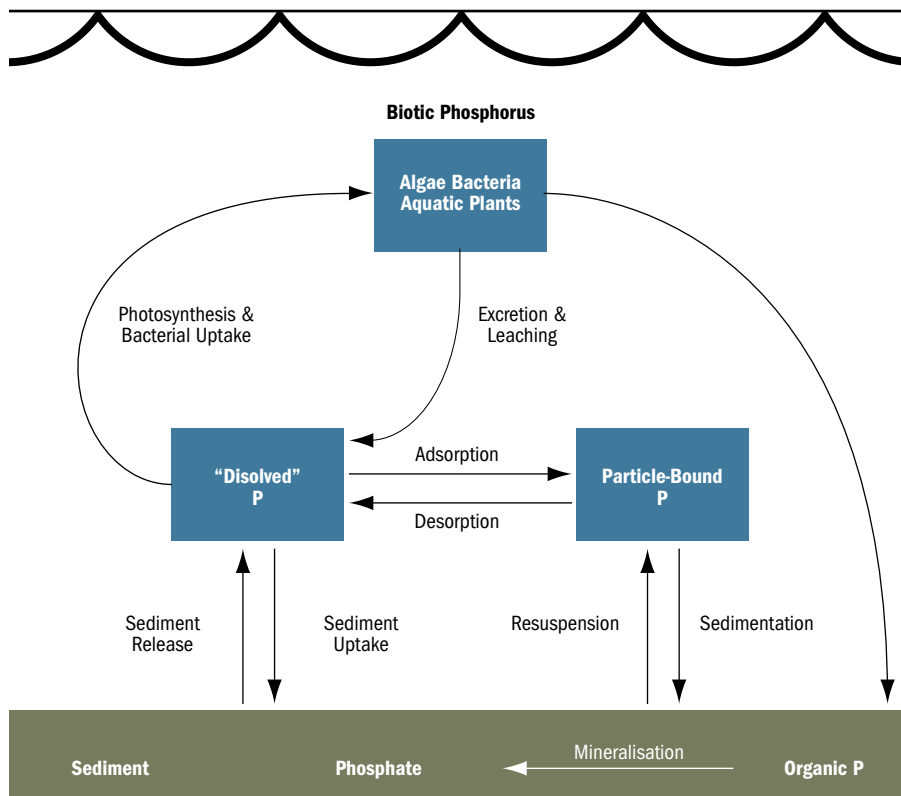 Biotic Phosphorus
Algae Bacteria
Aquatic Plants
Photosynthesis &
Bacterial Uptake
Excretion &
Leaching
“Disolved”
P
Adsorption
Desorption
Particle-Bound
P
Sediment
Release
Sediment
Uptake
Resuspension
Sedimentation
Sediment
Phosphate
Mineralisation
Organic P